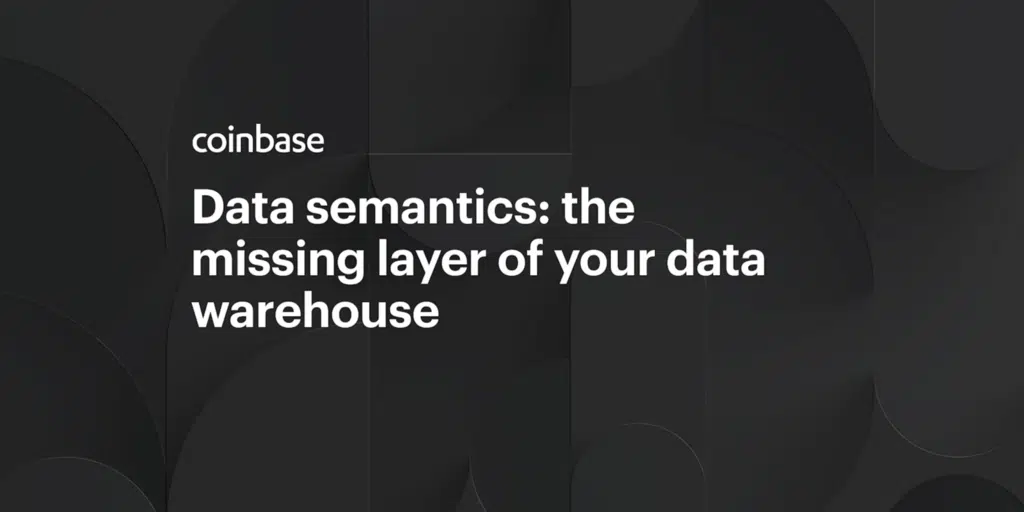 coinbase
Data semantics: the
missing layer of your data
warehouse